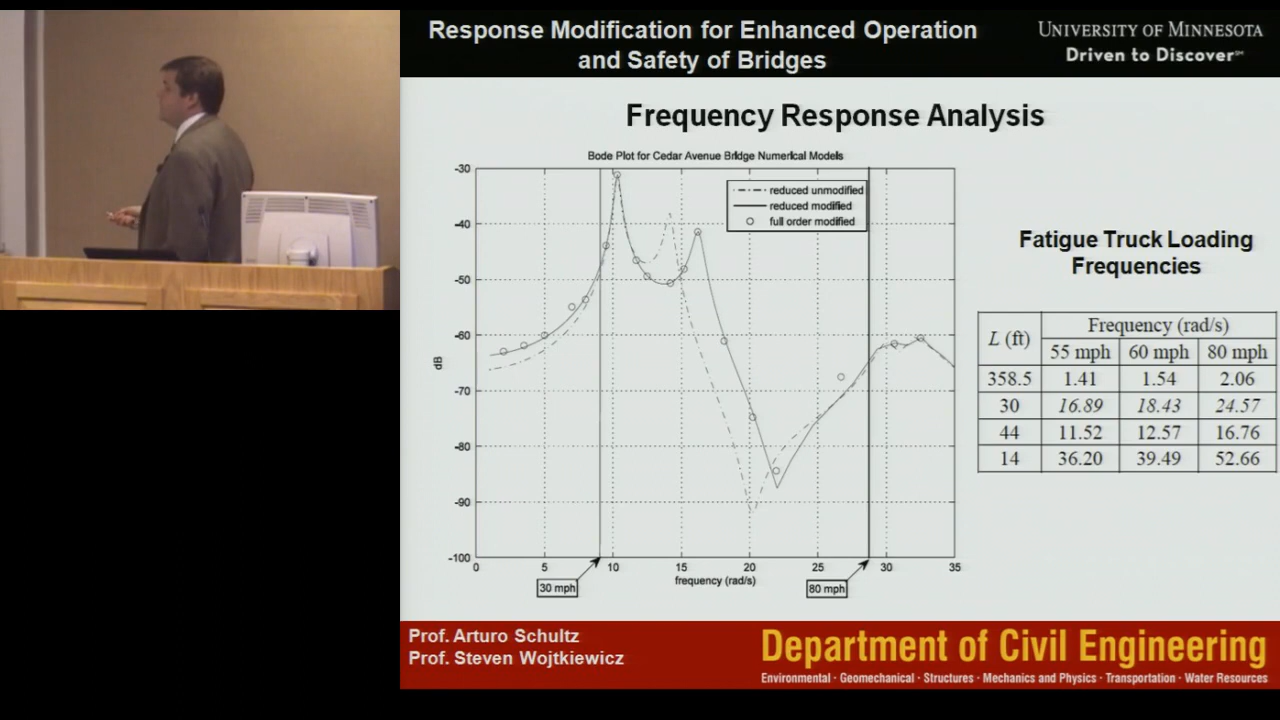 Response Modification for Enhanced Operation
and Safety of Bridges
UNIVERSITY OF MINNESOTA
Driven to Discover℠
Frequency Response Analysis
Bode Plot for Cedar Avenue Bridge Numerical Models
-30
-40
-50
-60
-70
-80
-90
-100
dB
reduced unmodified
reduced modified
full order modified
0 5 10 15 20 25 30 35
frequency (rad/s)
30 mph
80 mph
Fatigue Truck Loading
Frequencies
L (ft) Frequency (rad/s)
55 mph 60 mph 80 mph
358.5 1.41 1.54 2.06
30 16.89 18.43 24.57
44 11.52 12.57 16.76
14 36.20 39.49 52.66
Prof. Arturo Schultz
Prof. Steven Wojtkiewicz
Department of Civil Engineering
Environmental · Geomechanical · Structures · Mechanics and Physics · Transportation · Water Resources